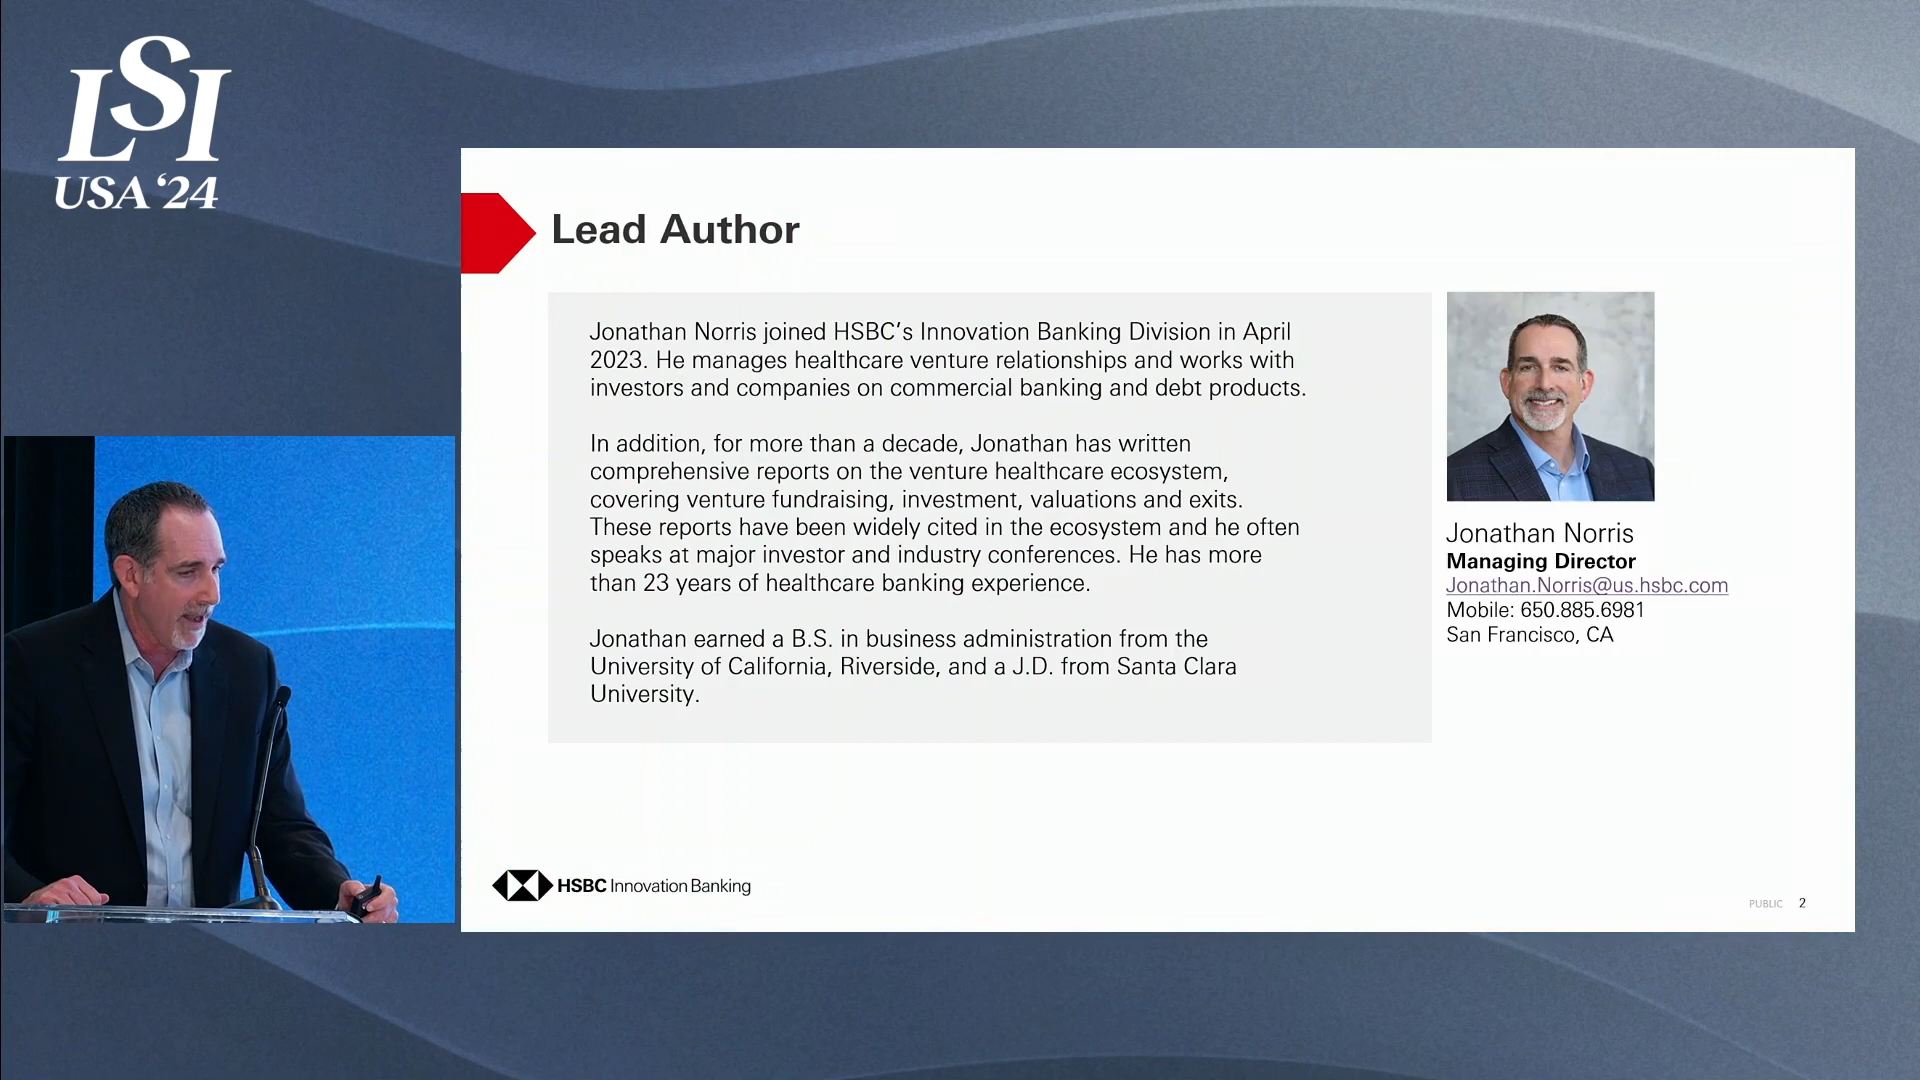 LSI
USA ‘24
Lead Author
Jonathan Norris joined HSBC’s Innovation Banking Division in April
2023. He manages healthcare venture relationships and works with
investors and companies on commercial banking and debt products.
In addition, for more than a decade, Jonathan has written
comprehensive reports on the venture healthcare ecosystem,
covering venture fundraising, investment, valuations and exits.
These reports have been widely cited in the ecosystem and he often
speaks at major investor and industry conferences. He has more
than 23 years of healthcare banking experience.
Jonathan earned a B.S. in business administration from the
University of California, Riverside, and a J.D. from Santa Clara
University.
Jonathan Norris
Managing Director
Jonathan.Norris@us.hsbc.com
Mobile: 650.885.6981
San Francisco, CA
HSBC Innovation Banking
PUBLIC 2